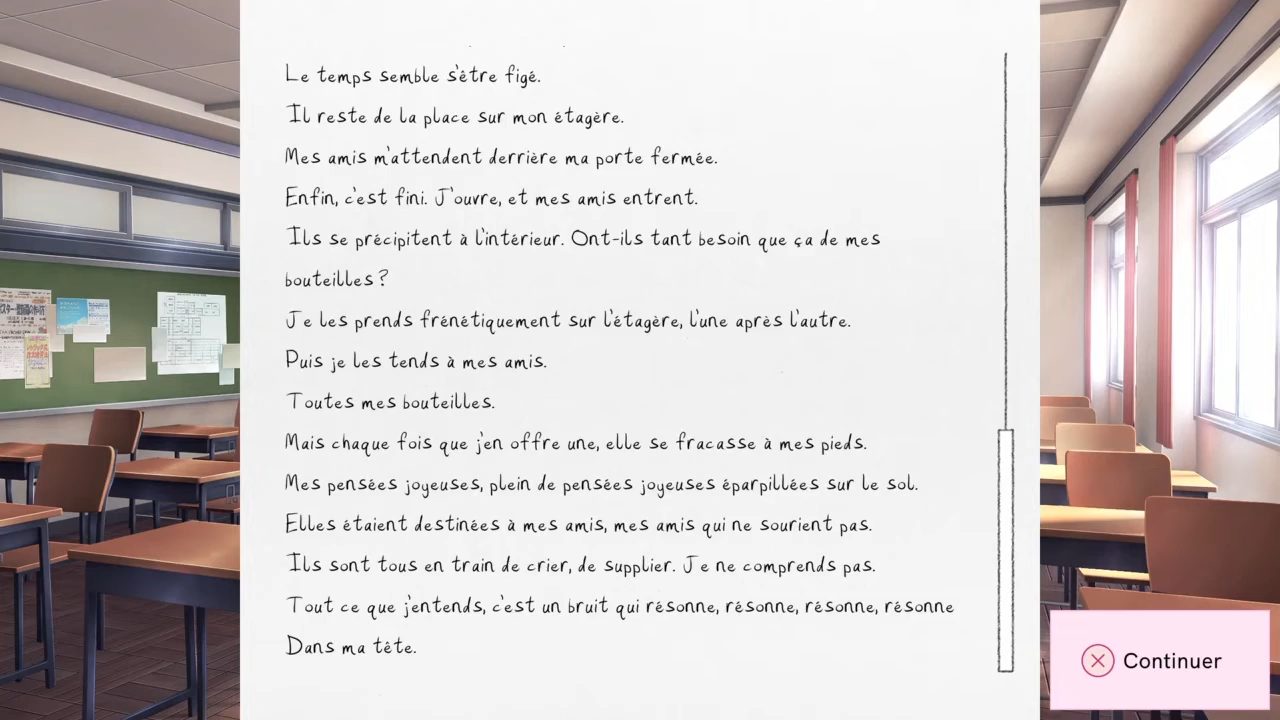 Le temps semble s'être figé.
Il reste de la place sur mon étagère.
Mes amis m'attendent derrière ma porte fermée.
Enfin, c'est fini. J'ouvre, et mes amis entrent.
Ils se précipitent à l'intérieur. Ont-ils tant besoin que ça de mes
bouteilles ?
Je les prends frénétiquement sur l'étagère, l'une après l'autre.
Puis je les tends à mes amis.
Toutes mes bouteilles.
Mais chaque fois que j'en offre une, elle se fracasse à mes pieds.
Mes pensées joyeuses, plein de pensées joyeuses éparpillées sur le sol.
Elles étaient destinées à mes amis, mes amis qui ne sourient pas.
Ils sont tous en train de crier, de supplier. Je ne comprends pas.
Tout ce que j'entends, c'est un bruit qui résonne, résonne, résonne, résonne
Dans ma tête.
Continuer